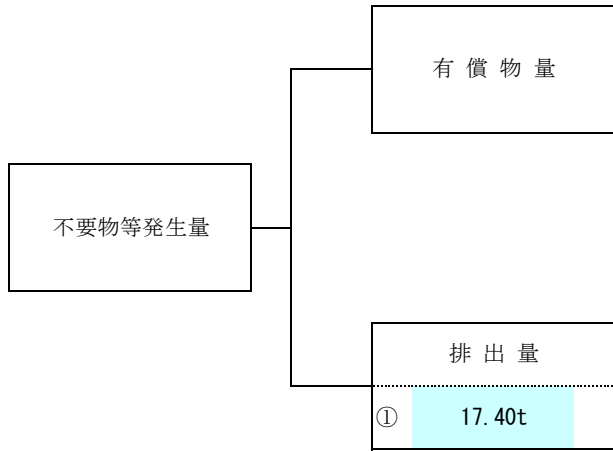 有 償 物 量
不要物等発生量
排 出 量
① 17.40t